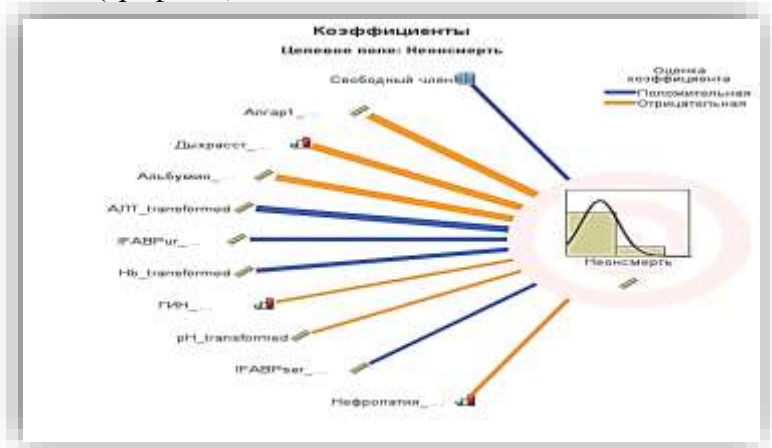 Коэффициенты
Целевое поле: Неонсмерть
Свободный член
Оценка
коэффициента
Положительная
Отрицательная
Апгар1_...
Дыхрасст_...
Альбумин_...
АЛТ_transformed
IFABPur_...
Hb_transformed
ГИН_...
pH_transformed
IFABPser_...
Нефропатия_...
Неонсмерть